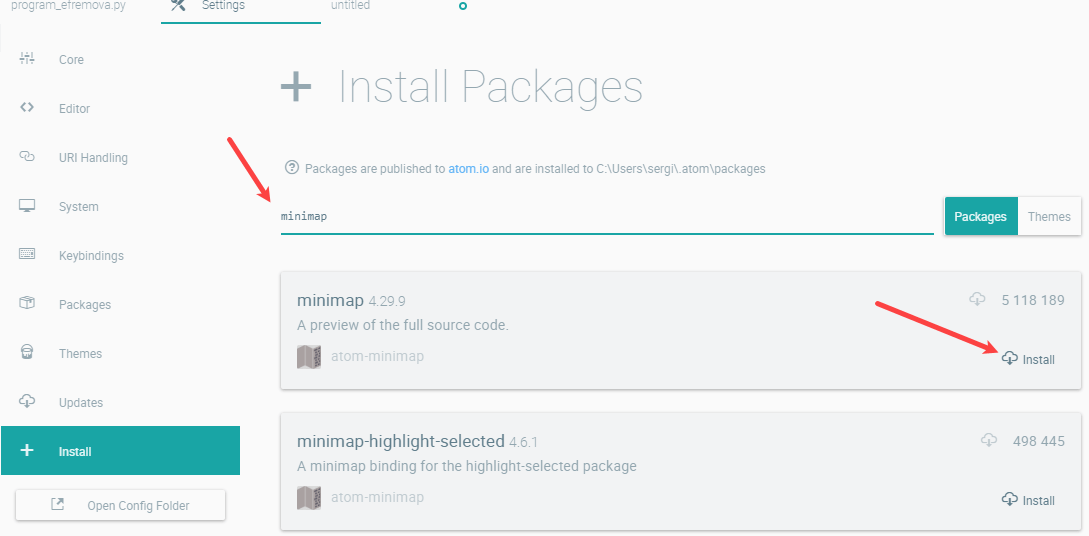 program_efremova.py Settings untitled
Core
Editor
URI Handling
System
Keybindings
Packages
Themes
Updates
Install
Open Config Folder
Install Packages
Packages are published to atom.io and are installed to C:\Users\sergi\.atom\packages
minimap
Packages Themes
minimap 4.29.9
5 118 189
A preview of the full source code.
atom-minimap
Install
minimap-highlight-selected 4.6.1
498 445
A minimap binding for the highlight-selected package
atom-minimap
Install